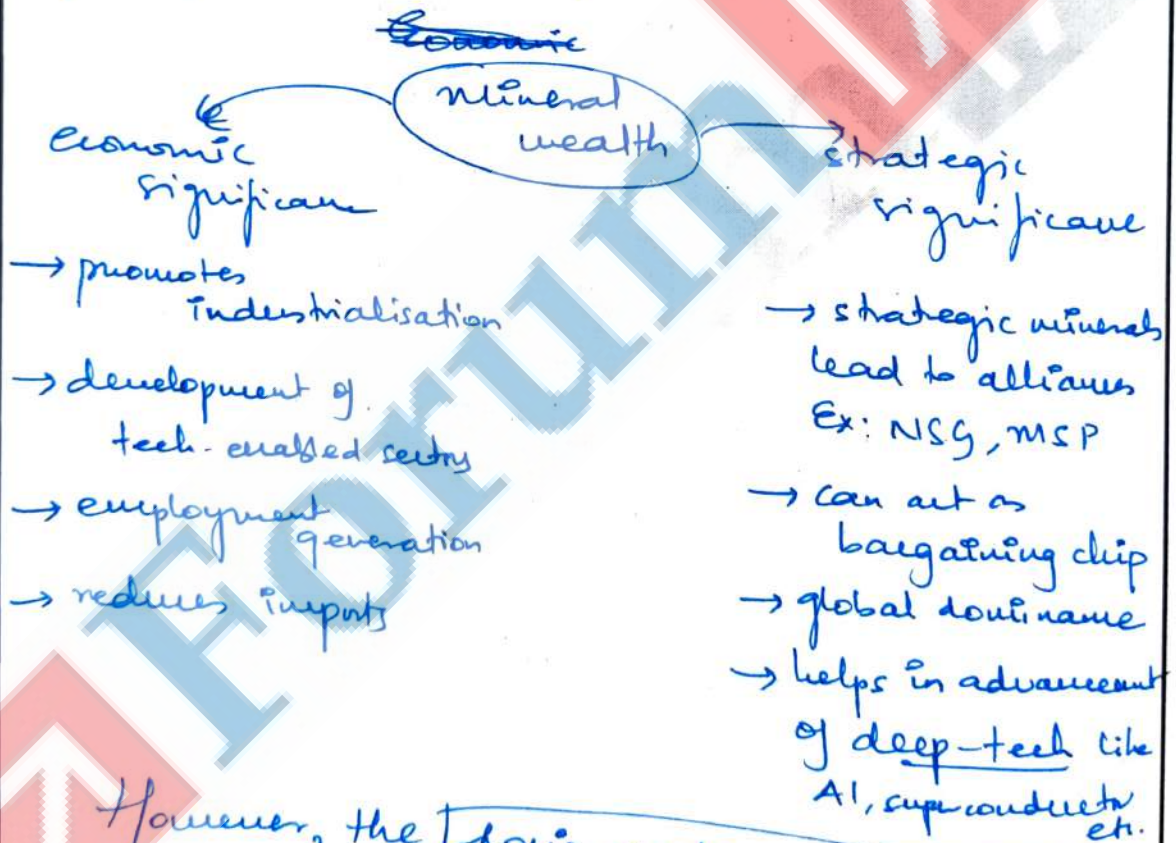 Economic
mineral
wealth
economic
significance
→ promotes
industrialisation
→ development of
tech-enabled sectors
→ employment
generation
→ reduces imports
strategic
significance
→ strategic minerals
lead to alliances
Ex: NSG, MSP
→ can act as
bargaining chip
→ global dominance
→ helps in advancement
of deep-tech like
AI, superconductor
etc.
However, the
Forum